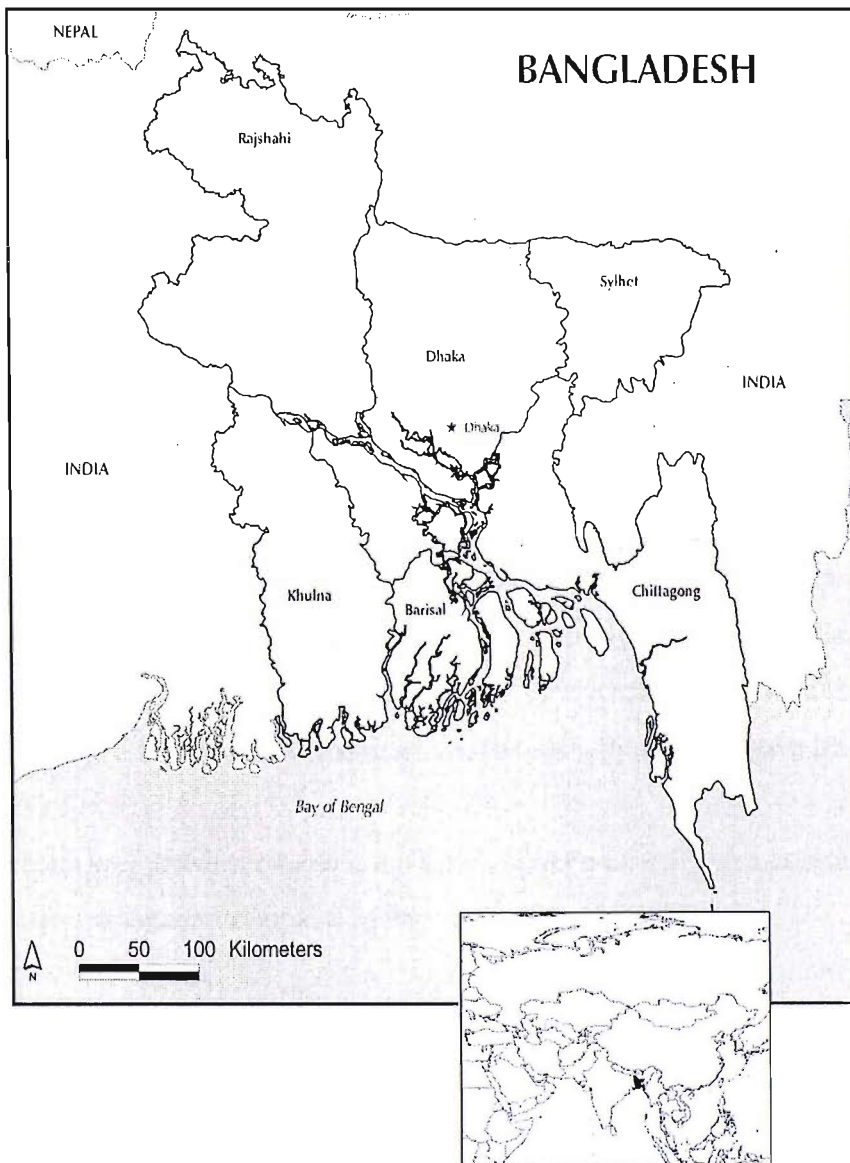 NEPAL
BANGLADESH
Rajshahi
Sylhet
Dhaka
INDIA
★ Dhaka
INDIA
Khulna
Barisal
Chittagong
Bay of Bengal
0 50 100 Kilometers
N